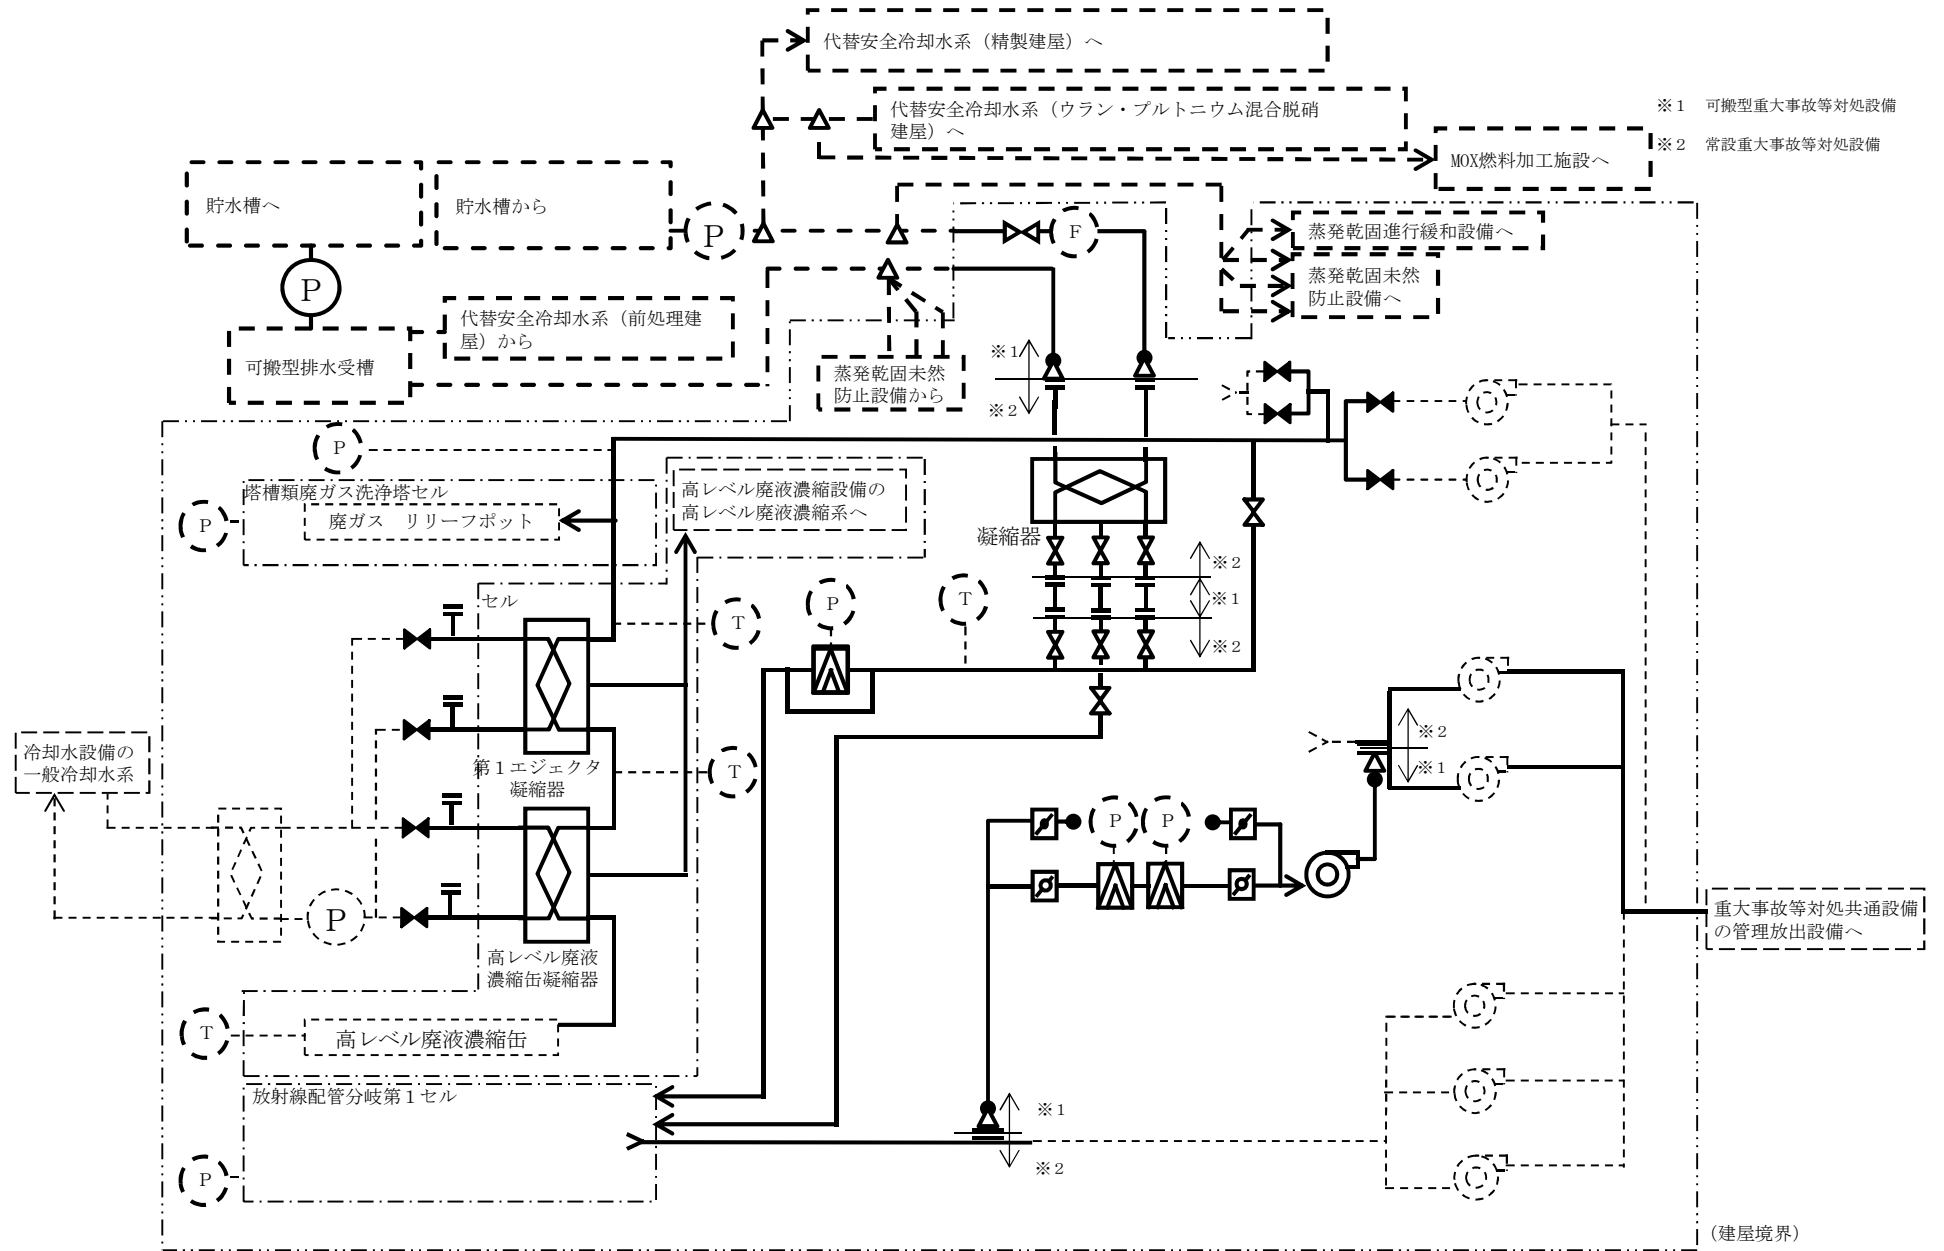 代替安全冷却水系（精製建屋）へ
代替安全冷却水系（ウラン・プルトニウム混合脱硝
建屋）へ
※１　可搬型重大事故等対処設備
※２　常設重大事故等対処設備
MOX燃料加工施設へ
貯水槽へ
貯水槽から
P
F
蒸発乾固進行緩和設備へ
蒸発乾固未然
防止設備へ
P
代替安全冷却水系（前処理建
屋）から
可搬型排水受槽
蒸発乾固未然
防止設備から
※１
※２
P
塔槽類廃ガス洗浄塔セル
廃ガス　リリーフポット
P
高レベル廃液濃縮設備の
高レベル廃液濃縮系へ
凝縮器
※２
※１
※２
セル
T
P
T
第１エジェクタ
凝縮器
T
冷却水設備の
一般冷却水系
P
高レベル廃液
濃縮缶凝縮器
※２
※１
P
P
重大事故等対処共通設備
の管理放出設備へ
T
高レベル廃液濃縮缶
放射線配管分岐第１セル
P
※１
※２
（建屋境界）